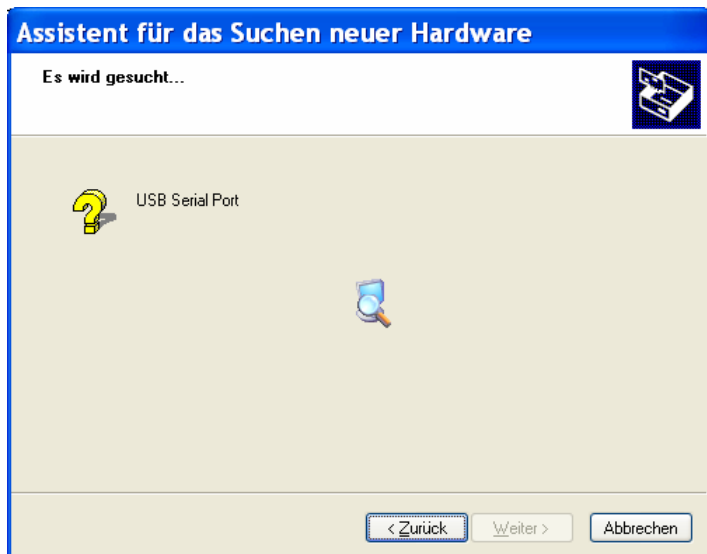 Assistent für das Suchen neuer Hardware
Es wird gesucht...
USB Serial Port
< Zurück Weiter > Abbrechen